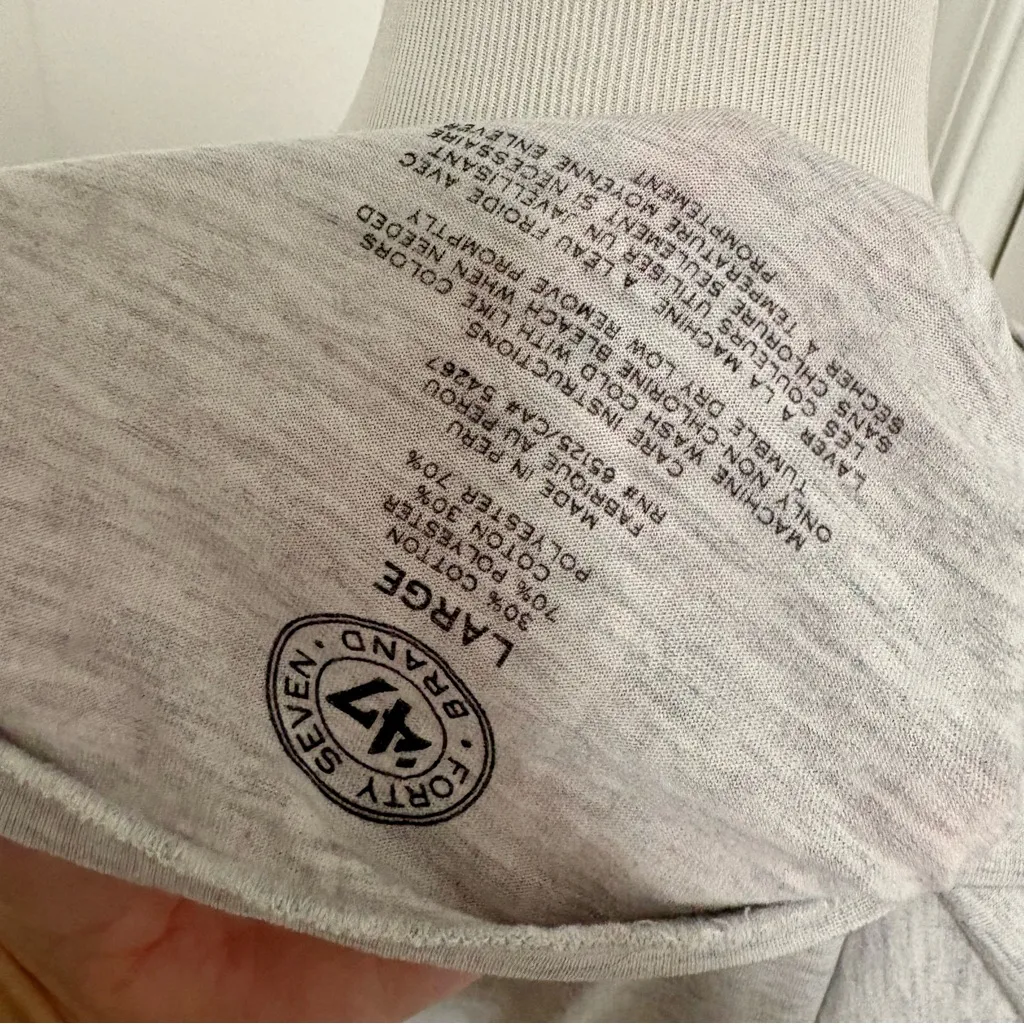 FORTY SEVEN · BRAND ·
'47
LARGE
30% COTTON
70% POLYESTER
COTON 30%
POLYESTER 70%
MADE IN PERU
FABRIQUE AU PEROU
RN# 65125/CA# 54267
CARE INSTRUCTIONS
MACHINE WASH COLD WITH LIKE COLORS
ONLY NON CHLORINE BLEACH WHEN NEEDED
TUMBLE DRY LOW REMOVE PROMPTLY
LAVER A LA MACHINE A LEAU FROIDE AVEC
LES COULEURS UTILISER UN JAVELLISANT
SANS CHLORURE SEULEMENT SI NECESSAIRE
SECHER A TEMPERATURE MOYENNE ENLEVER
PROMPTEMENT